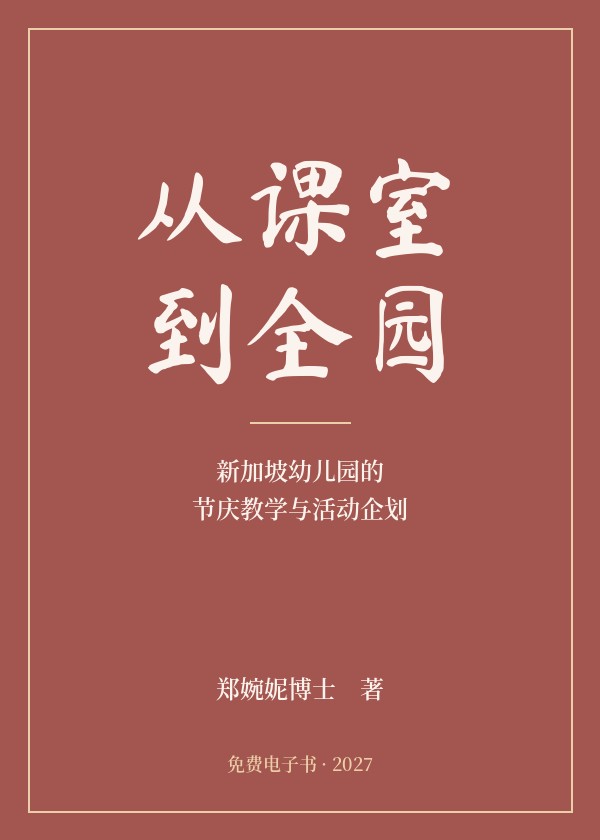 从课室
到全园
新加坡幼儿园的
节庆教学与活动企划
郑婉妮博士　著
免费电子书 · 2027